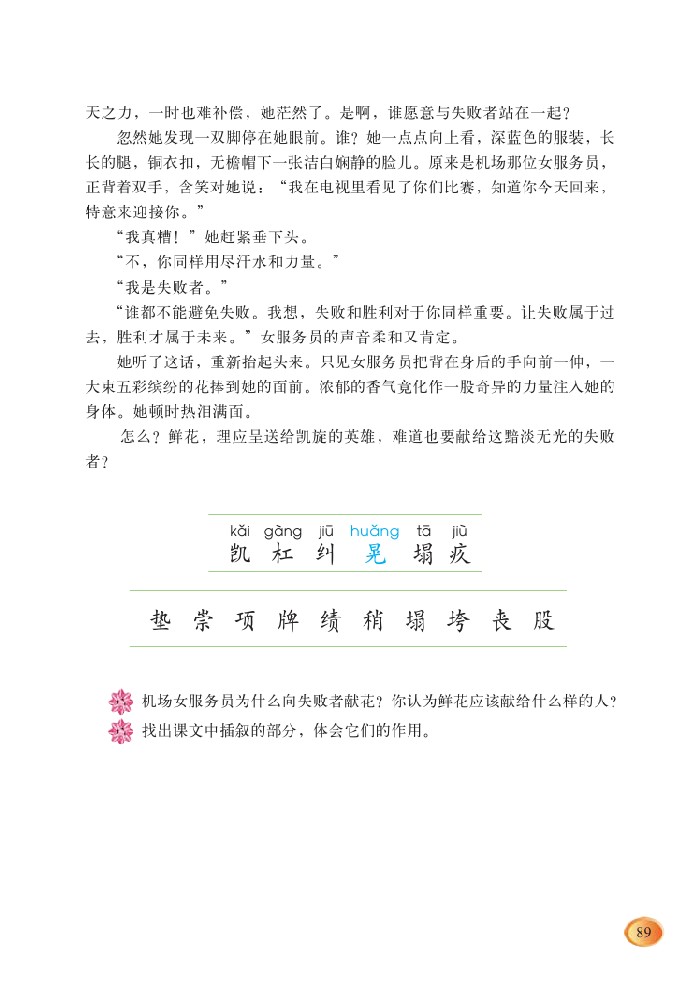 天之力，一时也难补偿，她茫然了。是啊，谁愿意与失败者站在一起？
忽然她发现一双脚停在她眼前。谁？她一点点向上看，深蓝色的服装，长
长的腿，铜衣扣，无檐帽下一张洁白娴静的脸儿。原来是机场那位女服务员，
正背着双手，含笑对她说：“我在电视里看见了你们比赛，知道你今天回来，
特意来迎接你。”
“我真糟！”她赶紧垂下头。
“不，你同样用尽汗水和力量。”
“我是失败者。”
“谁都不能避免失败。我想，失败和胜利对于你同样重要。让失败属于过
去，胜利才属于未来。”女服务员的声音柔和又肯定。
她听了这话，重新抬起头来。只见女服务员把背在身后的手向前一伸，一
大束五彩缤纷的花捧到她的面前。浓郁的香气竟化作一股奇异的力量注入她的
身体。她顿时热泪满面。
怎么？鲜花，理应呈送给凯旋的英雄，难道也要献给这黯淡无光的失败
者？
kǎi gàng jiū huǎng tā jiù
凯 杠 纠 晃 塌 疚
垫 崇 项 牌 绩 稍 塌 垮 丧 股
机场女服务员为什么向失败者献花？你认为鲜花应该献给什么样的人？
找出课文中插叙的部分，体会它们的作用。
89